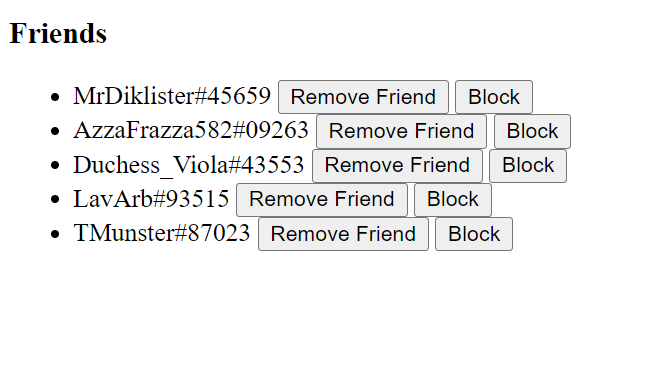 Friends
MrDiklister#45659 Remove Friend Block
AzzaFrazza582#09263 Remove Friend Block
Duchess_Viola#43553 Remove Friend Block
LavArb#93515 Remove Friend Block
TMunster#87023 Remove Friend Block